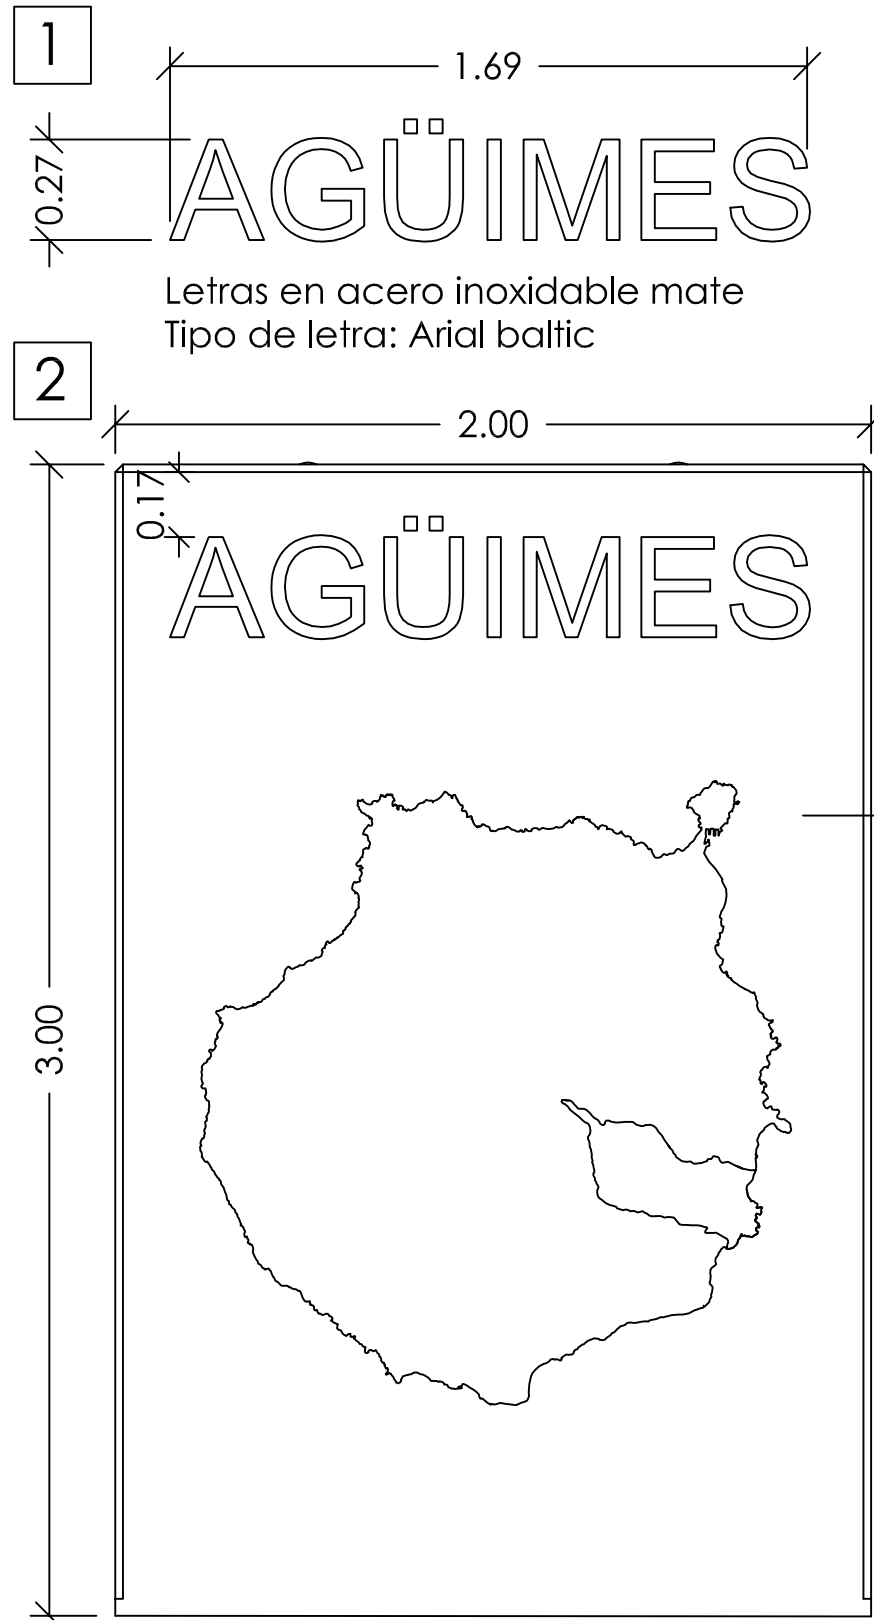 1
1.69
0.27
AGÜIMES
Letras en acero inoxidable mate
Tipo de letra: Arial baltic
2
2.00
0.17
AGÜIMES
3.00